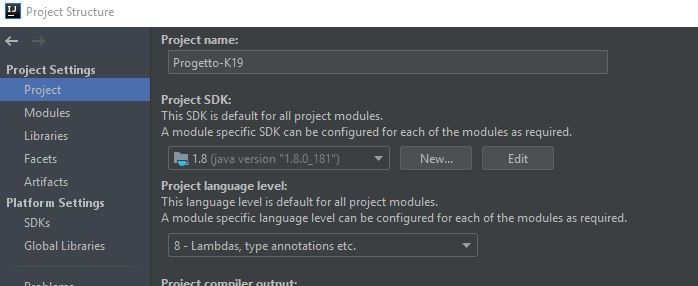 IJ
Project Structure
Project name:
Progetto-K19
Project Settings
Project
Modules
Libraries
Facets
Artifacts
Platform Settings
SDKs
Global Libraries
Problems
Project SDK:
This SDK is default for all project modules.
A module specific SDK can be configured for each of the modules as required.
1.8 (java version "1.8.0_181")
New...
Edit
Project language level:
This language level is default for all project modules.
A module specific language level can be configured for each of the modules as required.
8 - Lambdas, type annotations etc.
Project compiler output: